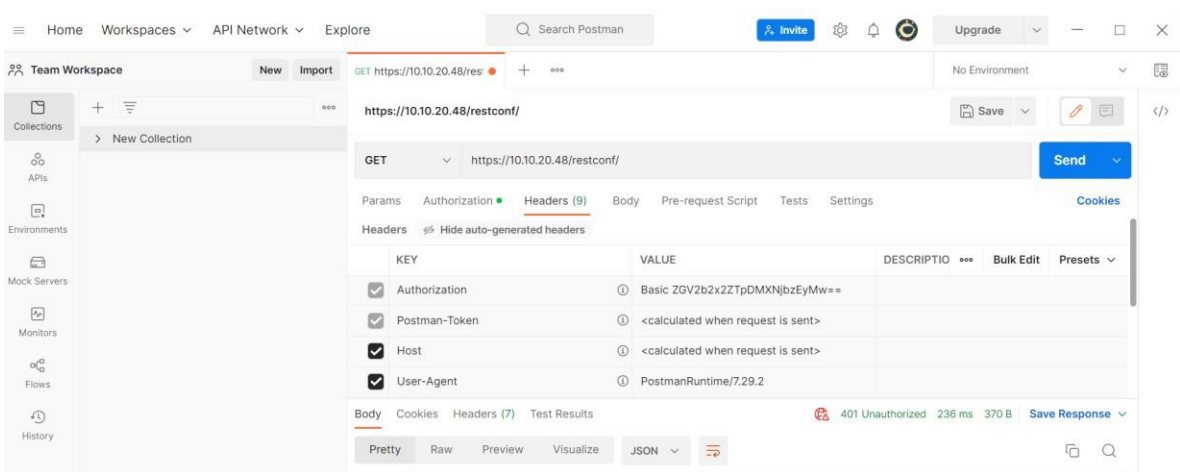 Home Workspaces API Network Explore Search Postman Invite Upgrade
Team Workspace New Import GET https://10.10.20.48/res No Environment
Collections
https://10.10.20.48/restconf/ Save
New Collection
GET https://10.10.20.48/restconf/ Send
APIs
Params Authorization Headers (9) Body Pre-request Script Tests Settings Cookies
Environments
Headers Hide auto-generated headers
KEY VALUE DESCRIPTIO Bulk Edit Presets
Mock Servers
Authorization Basic ZGV2b2x2ZTpDMXNjbzEyMw==
Monitors
Postman-Token <calculated when request is sent>
Host <calculated when request is sent>
Flows
User-Agent PostmanRuntime/7.29.2
History
Body Cookies Headers (7) Test Results 401 Unauthorized 236 ms 370 B Save Response
Pretty Raw Preview Visualize JSON